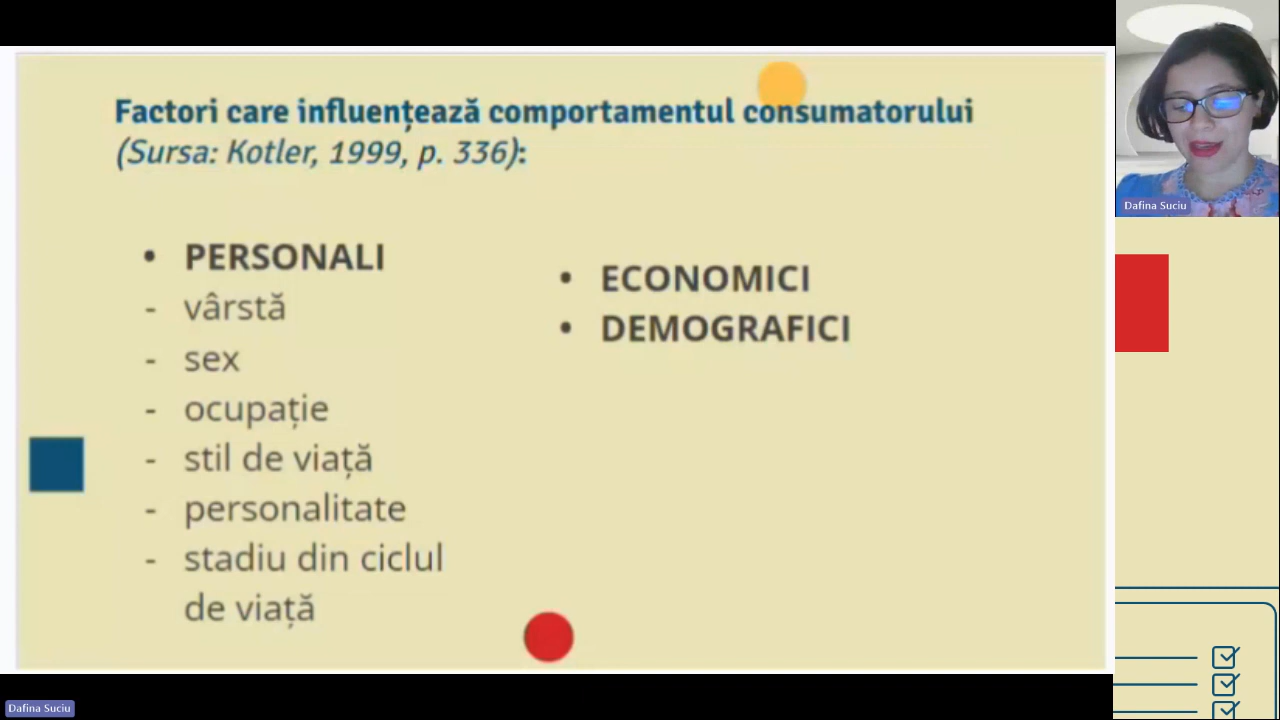 Factori care influențează comportamentul consumatorului
(Sursa: Kotler, 1999, p. 336):
• PERSONALI
- vârstă
- sex
- ocupație
- stil de viață
- personalitate
- stadiu din ciclul
de viață
• ECONOMICI
• DEMOGRAFICI
Dafina Suciu
Dafina Suciu